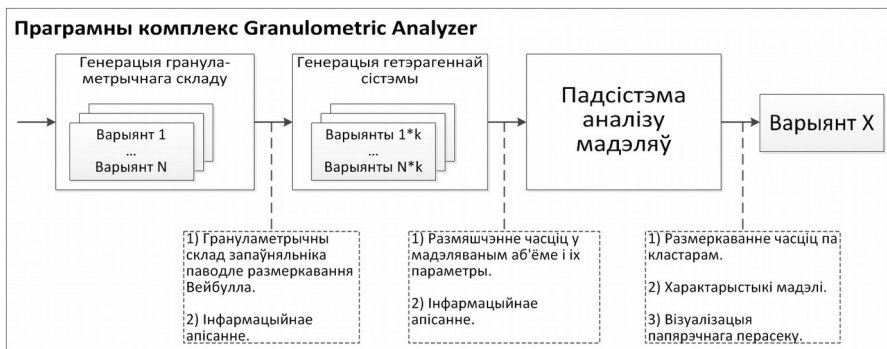 Праграмны комплекс Granulometric Analyzer
Генерацыя гранула-
метрычнага складу
Варыянт 1
...
Варыянт N
Генерацыя гетэрагеннай
сістэмы
Варыянты 1*k
...
Варыянты N*k
Падсістэма
аналізу
мадэляў
Варыянт X
1) Грануламетрычны
склад запаўняльніка
паводле размеркавання
Вейбулла.
2) Інфармацыйнае
апісанне.
1) Размяшчэнне часціц у
мадэляваным аб'ёме і іх
параметры.
2) Інфармацыйнае
апісанне.
1) Размеркаванне часціц па
кластарам.
2) Характарыстыкі мадэлі.
3) Візуалізацыя
папярэчнага перасеку.